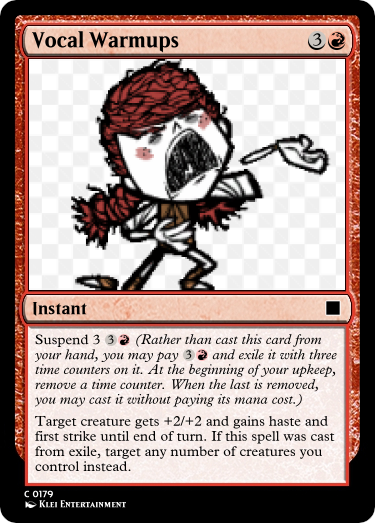 Vocal Warmups 3
Instant
Suspend 3 3 (Rather than cast this card from
your hand, you may pay 3 and exile it with three
time counters on it. At the beginning of your upkeep,
remove a time counter. When the last is removed,
you may cast it without paying its mana cost.)
Target creature gets +2/+2 and gains haste and
first strike until end of turn. If this spell was cast
from exile, target any number of creatures you
control instead.
C 0179
Klei Entertainment